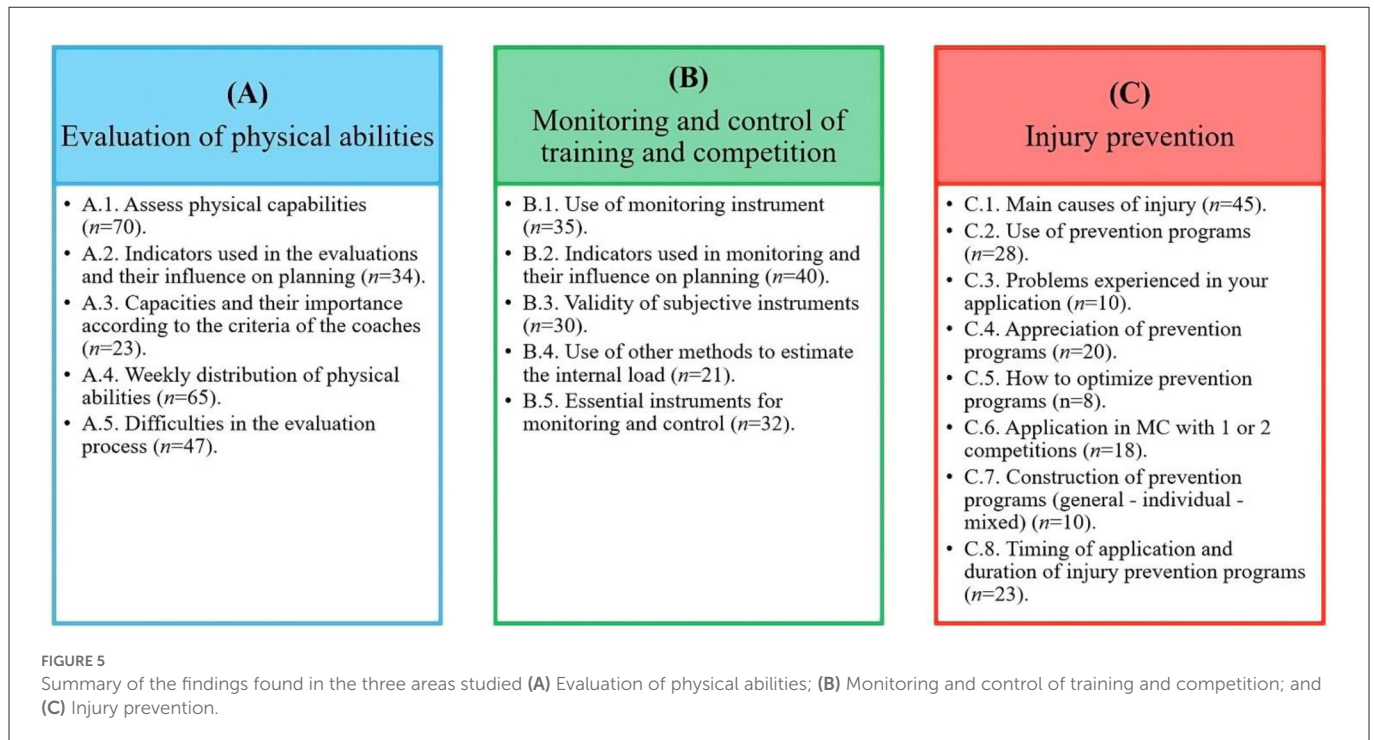 (A)
Evaluation of physical abilities
• A.1. Assess physical capabilities
(n=70).
• A.2. Indicators used in the evaluations
and their influence on planning (n=34).
• A.3. Capacities and their importance
according to the criteria of the coaches
(n=23).
• A.4. Weekly distribution of physical
abilities (n=65).
• A.5. Difficulties in the evaluation
process (n=47).
(B)
Monitoring and control of
training and competition
• B.1. Use of monitoring instrument
(n=35).
• B.2. Indicators used in monitoring and
their influence on planning (n=40).
• B.3. Validity of subjective instruments
(n=30).
• B.4. Use of other methods to estimate
the internal load (n=21).
• B.5. Essential instruments for
monitoring and control (n=32).
(C)
Injury prevention
• C.1. Main causes of injury (n=45).
• C.2. Use of prevention programs
(n=28).
• C.3. Problems experienced in your
application (n=10).
• C.4. Appreciation of prevention
programs (n=20).
• C.5. How to optimize prevention
programs (n=8).
• C.6. Application in MC with 1 or 2
competitions (n=18).
• C.7. Construction of prevention
programs (general - individual -
mixed) (n=10).
• C.8. Timing of application and
duration of injury prevention programs
(n=23).
FIGURE 5
Summary of the findings found in the three areas studied (A) Evaluation of physical abilities; (B) Monitoring and control of training and competition; and
(C) Injury prevention.